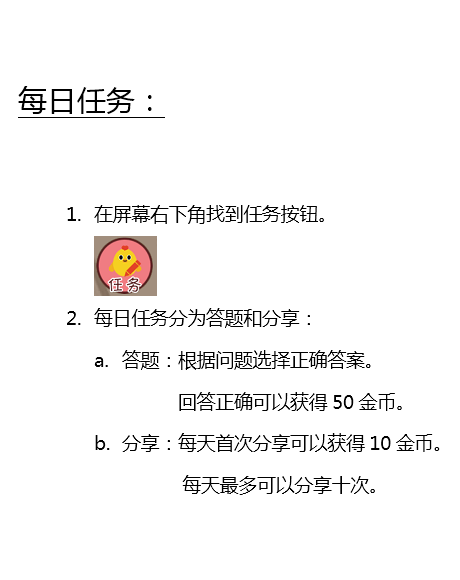 每日任务：
1. 在屏幕右下角找到任务按钮。
任务
2. 每日任务分为答题和分享：
a. 答题：根据问题选择正确答案。
回答正确可以获得 50 金币。
b. 分享：每天首次分享可以获得 10 金币。
每天最多可以分享十次。